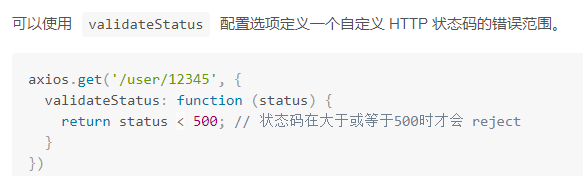 可以使用 validateStatus 配置选项定义一个自定义 HTTP 状态码的错误范围。
axios.get('/user/12345', {
  validateStatus: function (status) {
    return status < 500; // 状态码在大于或等于500时才会 reject
  }
})